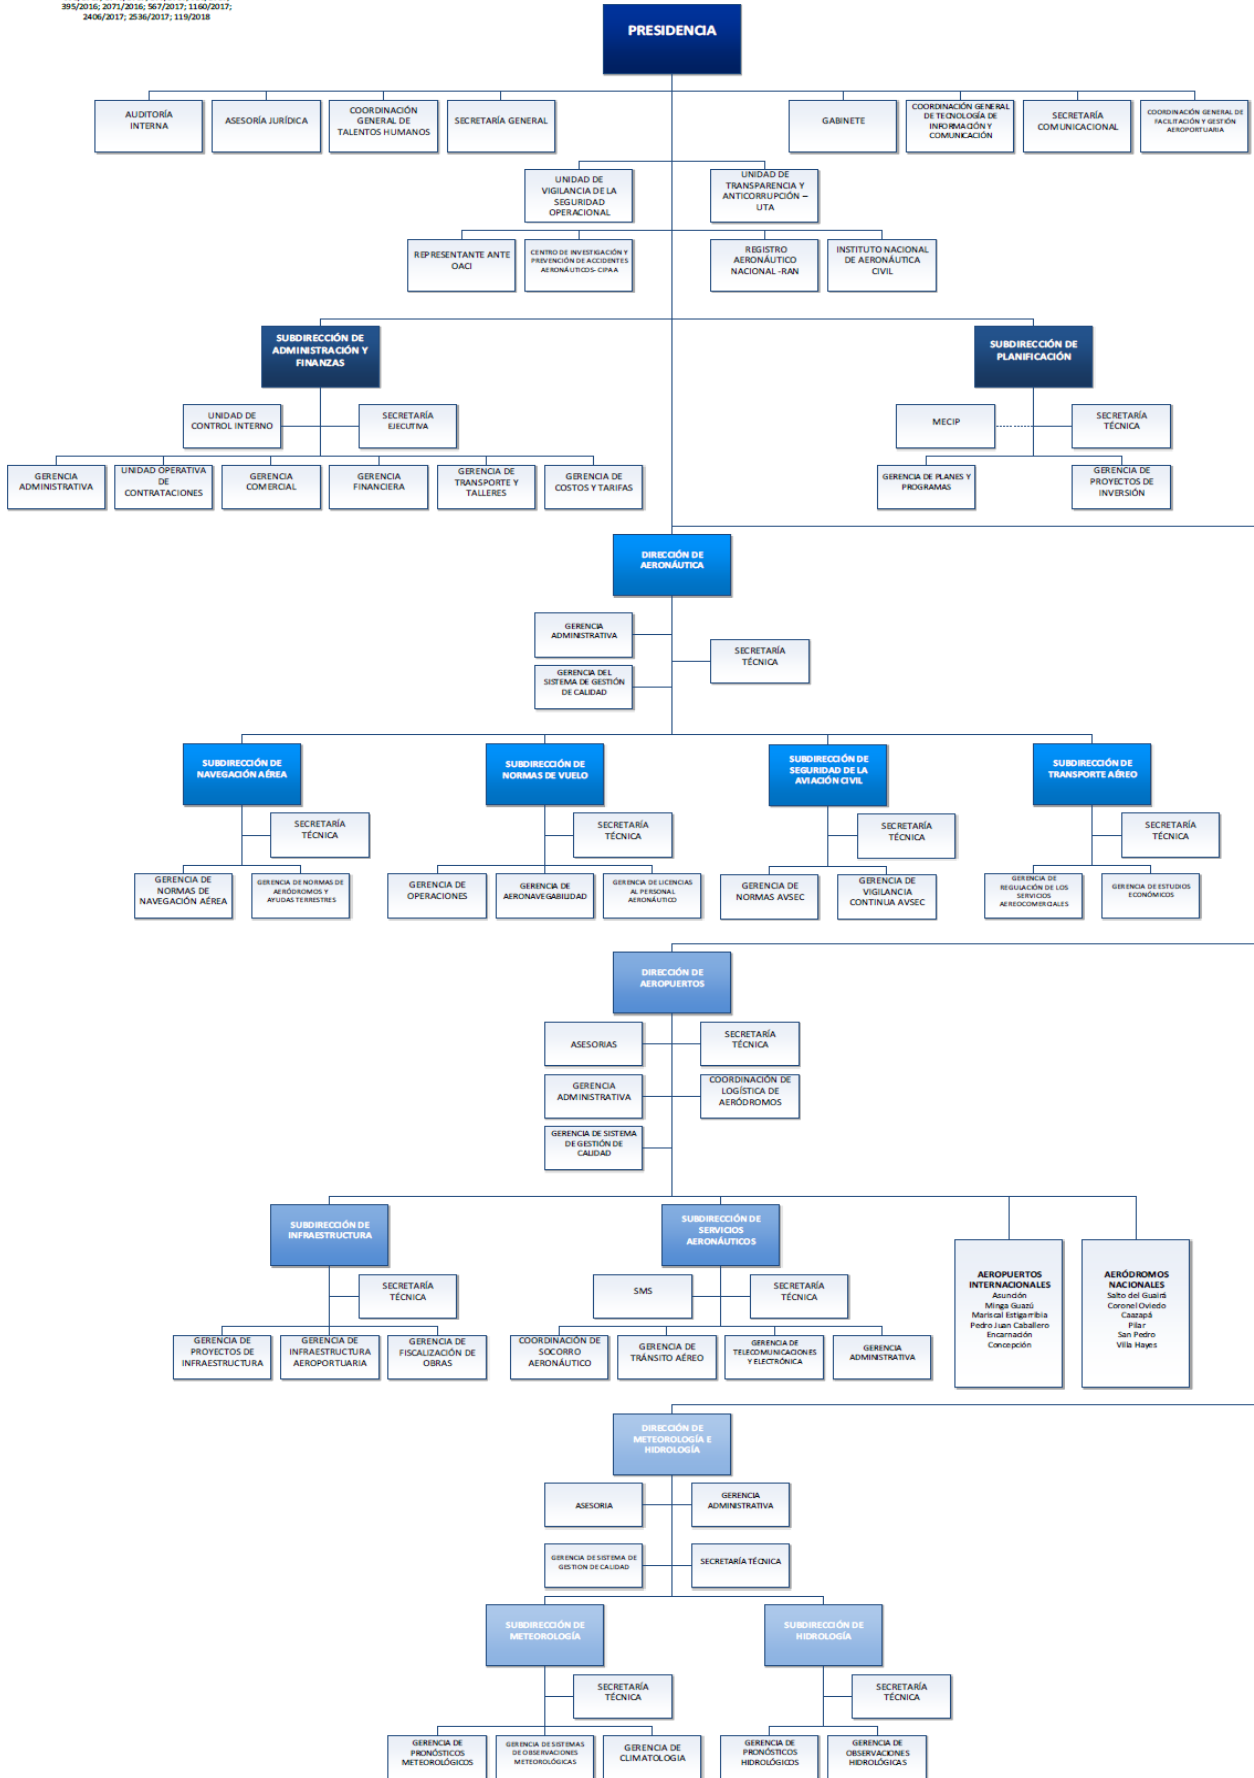 395/2016; 2071/2016; 567/2017; 1160/2017;
2406/2017; 2536/2017; 119/2018
PRESIDENCIA
AUDITORÍA
INTERNA
ASESORÍA JURÍDICA
COORDINACIÓN
GENERAL DE
TALENTOS HUMANOS
SECRETARÍA GENERAL
GABINETE
COORDINACIÓN GENERAL
DE TECNOLOGÍA DE
INFORMACIÓN Y
COMUNICACIÓN
SECRETARÍA
COMUNICACIONAL
COORDINACIÓN GENERAL DE
FACILITACIÓN Y GESTIÓN
AEROPORTUARIA
UNIDAD DE
VIGILANCIA DE LA
SEGURIDAD
OPERACIONAL
UNIDAD DE
TRANSPARENCIA Y
ANTICORRUPCIÓN –
UTA
REPRESENTANTE ANTE
OACI
CENTRO DE INVESTIGACIÓN Y
PREVENCIÓN DE ACCIDENTES
AERONÁUTICOS- CIPAA
REGISTRO
AERONÁUTICO
NACIONAL -RAN
INSTITUTO NACIONAL
DE AERONÁUTICA
CIVIL
SUBDIRECCIÓN DE
ADMINISTRACIÓN Y
FINANZAS
SUBDIRECCIÓN DE
PLANIFICACIÓN
UNIDAD DE
CONTROL INTERNO
SECRETARÍA
EJECUTIVA
MECIP
SECRETARÍA
TÉCNICA
GERENCIA
ADMINISTRATIVA
UNIDAD OPERATIVA
DE
CONTRATACIONES
GERENCIA
COMERCIAL
GERENCIA
FINANCIERA
GERENCIA DE
TRANSPORTE Y
TALLERES
GERENCIA DE
COSTOS Y TARIFAS
GERENCIA DE PLANES Y
PROGRAMAS
GERENCIA DE
PROYECTOS DE
INVERSIÓN
DIRECCIÓN DE
AERONÁUTICA
GERENCIA
ADMINISTRATIVA
SECRETARÍA
TÉCNICA
GERENCIA DEL
SISTEMA DE GESTIÓN
DE CALIDAD
SUBDIRECCIÓN DE
NAVEGACIÓN AÉREA
SUBDIRECCIÓN DE
NORMAS DE VUELO
SUBDIRECCIÓN DE
SEGURIDAD DE LA
AVIACIÓN CIVIL
SUBDIRECCIÓN DE
TRANSPORTE AÉREO
SECRETARÍA
TÉCNICA
SECRETARÍA
TÉCNICA
SECRETARÍA
TÉCNICA
SECRETARÍA
TÉCNICA
GERENCIA DE
NORMAS DE
NAVEGACIÓN AÉREA
GERENCIA DE NORMAS DE
AERÓDROMOS Y
AYUDAS TERRESTRES
GERENCIA DE
OPERACIONES
GERENCIA DE
AERONAVEGABILIDAD
GERENCIA DE LICENCIAS
AL PERSONAL
AERONÁUTICO
GERENCIA DE
NORMAS AVSEC
GERENCIA DE
VIGILANCIA
CONTINUA AVSEC
GERENCIA DE
REGULACIÓN DE LOS
SERVICIOS
AEREOCOMERCIALES
GERENCIA DE ESTUDIOS
ECONÓMICOS
DIRECCIÓN DE
AEROPUERTOS
ASESORIAS
SECRETARÍA
TÉCNICA
GERENCIA
ADMINISTRATIVA
COORDINACIÓN DE
LOGÍSTICA DE
AERÓDROMOS
GERENCIA DE SISTEMA
DE GESTIÓN DE
CALIDAD
SUBDIRECCIÓN DE
INFRAESTRUCTURA
SUBDIRECCIÓN DE
SERVICIOS
AERONÁUTICOS
AEROPUERTOS
INTERNACIONALES
Asunción
Minga Guazú
Mariscal Estigarribia
Pedro Juan Caballero
Encarnación
Concepción
AERÓDROMOS
NACIONALES
Salto del Guairá
Coronel Oviedo
Caazapá
Pilar
San Pedro
Villa Hayes
SECRETARÍA
TÉCNICA
SMS
SECRETARÍA
TÉCNICA
GERENCIA DE
PROYECTOS DE
INFRAESTRUCTURA
GERENCIA DE
INFRAESTRUCTURA
AEROPORTUARIA
GERENCIA DE
FISCALIZACIÓN DE
OBRAS
COORDINACIÓN DE
SOCORRO
AERONÁUTICO
GERENCIA DE
TRÁNSITO AÉREO
GERENCIA DE
TELECOMUNICACIONES
Y ELECTRÓNICA
GERENCIA
ADMINISTRATIVA
DIRECCIÓN DE
METEOROLOGÍA E
HIDROLOGÍA
ASESORIA
GERENCIA
ADMINISTRATIVA
GERENCIA DE SISTEMA DE
GESTION DE CALIDAD
SECRETARÍA TÉCNICA
SUBDIRECCIÓN DE
METEOROLOGÍA
SUBDIRECCIÓN DE
HIDROLOGÍA
SECRETARÍA
TÉCNICA
SECRETARÍA
TÉCNICA
GERENCIA DE
PRONÓSTICOS
METEOROLÓGICOS
GERENCIA DE SISTEMAS
DE OBSERVACIONES
METEOROLÓGICAS
GERENCIA DE
CLIMATOLOGIA
GERENCIA DE
PRONÓSTICOS
HIDROLÓGICOS
GERENCIA DE
OBSERVACIONES
HIDROLÓGICAS